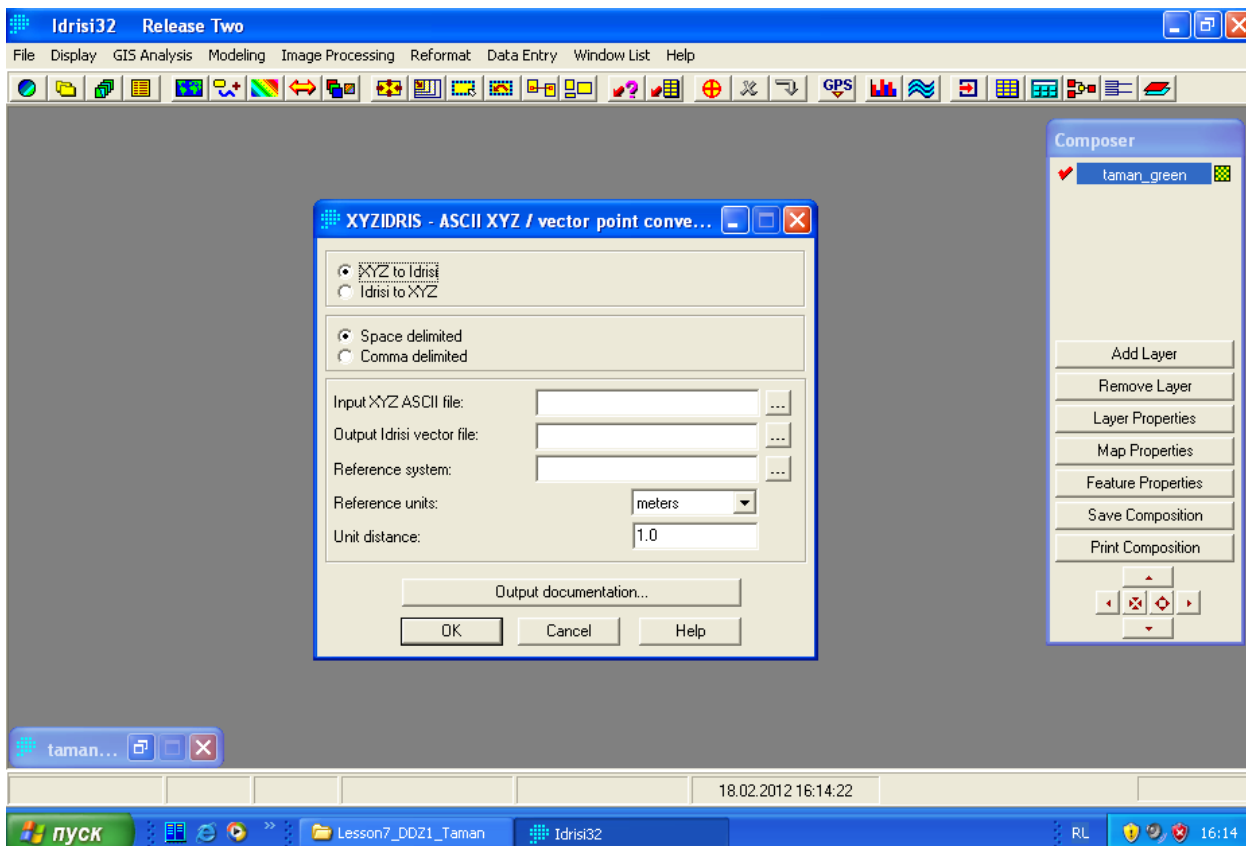 Idrisi32 Release Two
File Display GIS Analysis Modeling Image Processing Reformat Data Entry Window List Help
GPS
Composer
taman_green
XYZIDRIS - ASCII XYZ / vector point conve...
XYZ to Idrisi
Idrisi to XYZ
Space delimited
Comma delimited
Input XYZ ASCII file:
...
Output Idrisi vector file:
...
Reference system:
...
Reference units:
meters
Unit distance:
1.0
Output documentation...
OK Cancel Help
Add Layer
Remove Layer
Layer Properties
Map Properties
Feature Properties
Save Composition
Print Composition
taman...
18.02.2012 16:14:22
пуск
Lesson7_DDZ1_Taman
Idrisi32
RL
16:14